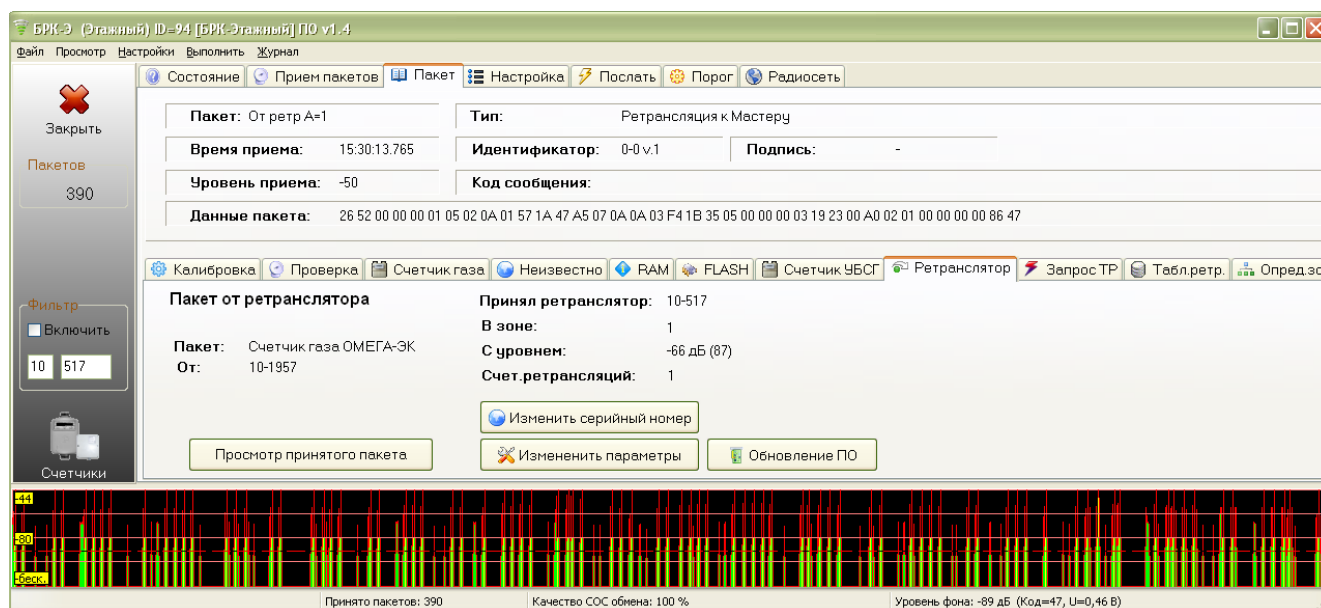 БРК-Э (Этажный) ID=94 [БРК-Этажный] ПО v1.4
Файл Просмотр Настройки Выполнить Журнал
Состояние Прием пакетов Пакет Настройка Послать Порог Радиосеть
Закрыть
Пакетов
390
Пакет: От ретр A=1 Тип: Ретрансляция к Мастеру
Время приема: 15:30:13.765 Идентификатор: 0-0 v.1 Подпись: -
Уровень приема: -50 Код сообщения:
Данные пакета: 26 52 00 00 00 01 05 02 0A 01 57 1A 47 A5 07 0A 0A 03 F4 1B 35 05 00 00 00 03 19 23 00 A0 02 01 00 00 00 00 86 47
Калибровка Проверка Счетчик газа Неизвестно RAM FLASH Счетчик УБСГ Ретранслятор Запрос ТР Табл.ретр. Опред.зо
Фильтр
Включить
10 517
Счетчики
Пакет от ретранслятора
Пакет: Счетчик газа ОМЕГА-ЭК
От: 10-1957
Принял ретранслятор: 10-517
В зоне: 1
С уровнем: -66 дБ (87)
Счет.ретрансляций: 1
Изменить серийный номер
Просмотр принятого пакета Измененить параметры Обновление ПО
-44
-80
-беск.
Принято пакетов: 390 Качество СОС обмена: 100 % Уровень фона: -89 дБ (Код=47, U=0,46 В)